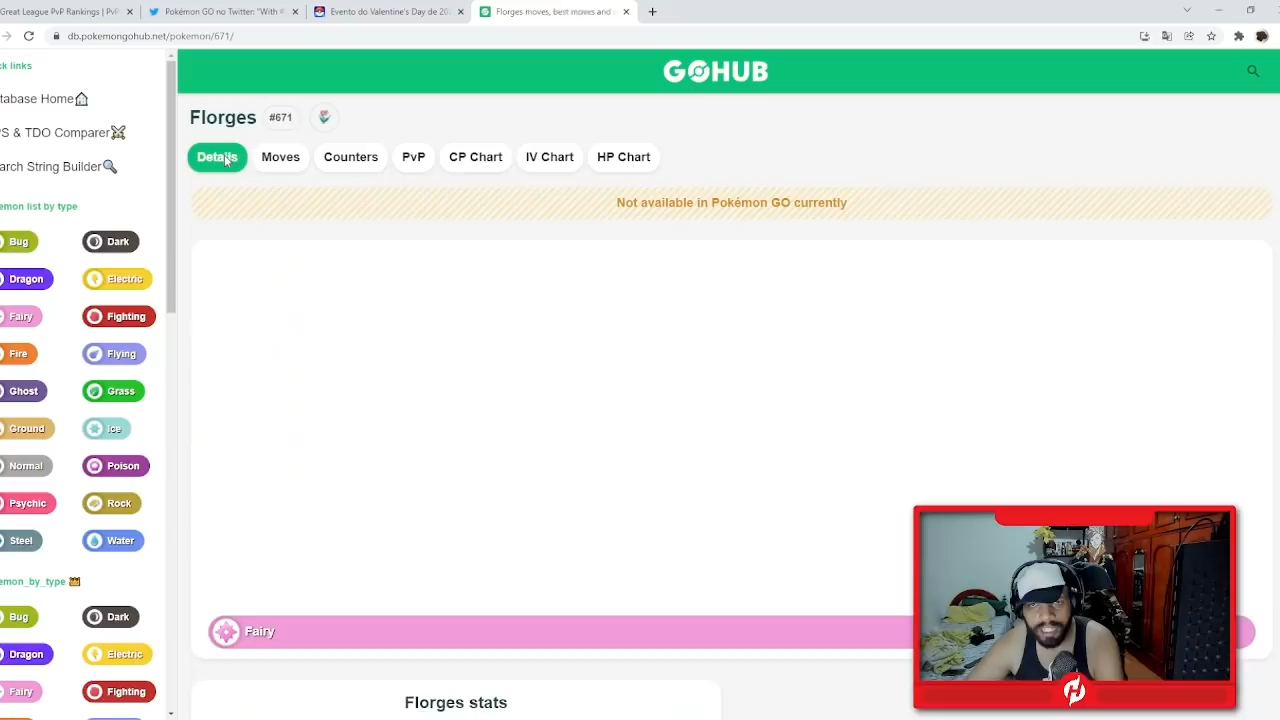 Great League PvP Rankings | PvP
Pokémon GO no Twitter: "With #
Evento do Valentine's Day de 20
Florges moves, best moves and
db.pokemongohub.net/pokemon/671/
ck links
tabase Home
S & TDO Comparer
arch String Builder
emon list by type
Bug
Dark
Dragon
Electric
Fairy
Fighting
Fire
Flying
Ghost
Grass
Ground
Ice
Normal
Poison
Psychic
Rock
Steel
Water
emon_by_type
Bug
Dark
Dragon
Electric
Fairy
Fighting
GOHUB
Florges #671
Details Moves Counters PvP CP Chart IV Chart HP Chart
Not available in Pokémon GO currently
Fairy
Florges stats